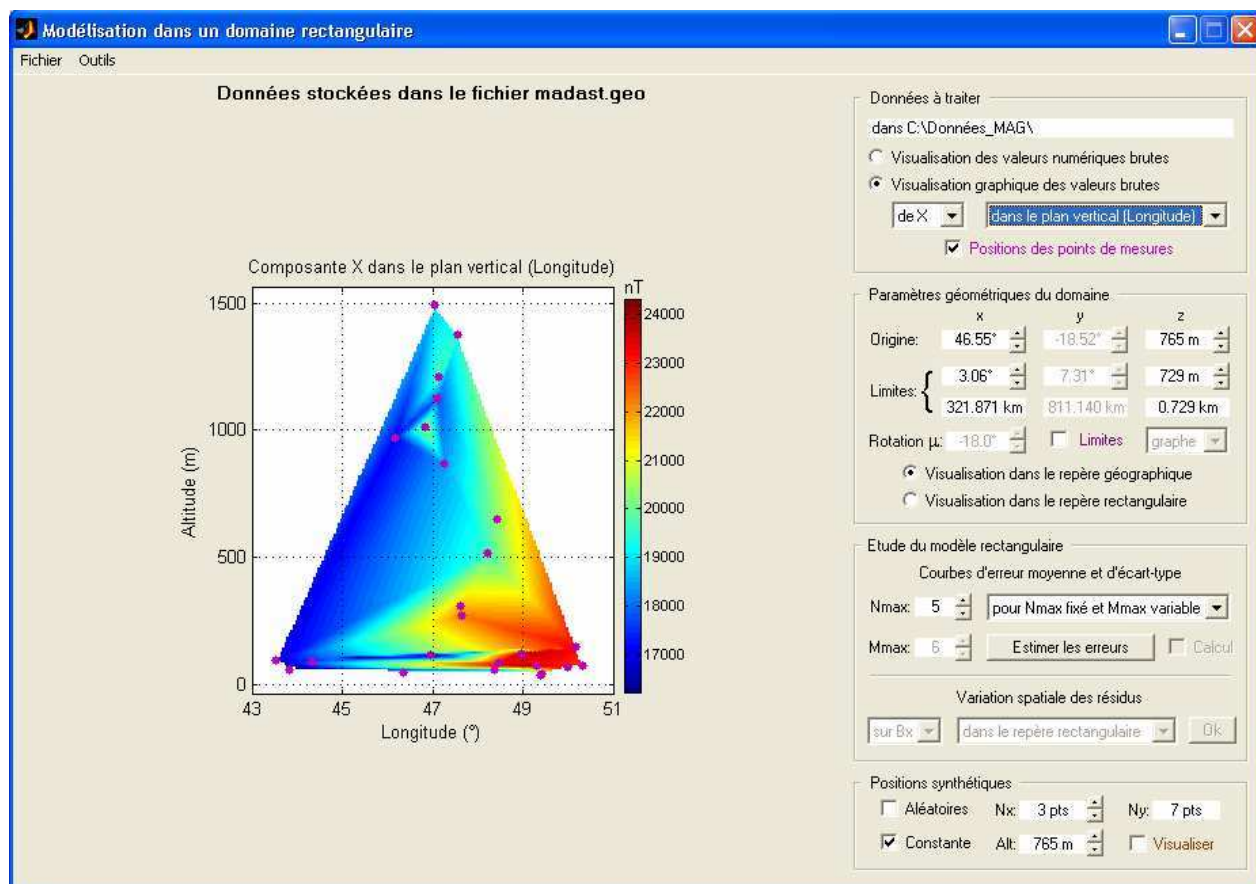 Modélisation dans un domaine rectangulaire
Fichier Outils
Données stockées dans le fichier madast.geo
Composante X dans le plan vertical (Longitude)
nT
1500
1000
500
0
Altitude (m)
43 45 47 49 51
Longitude (°)
24000
23000
22000
21000
20000
19000
18000
17000
Données à traiter
dans C:\Données_MAG\
Visualisation des valeurs numériques brutes
Visualisation graphique des valeurs brutes
de X dans le plan vertical (Longitude)
Positions des points de mesures
Paramètres géométriques du domaine
x y z
Origine: 46.55° -18.52° 765 m
Limites: { 3.06° 7.31° 729 m
321.871 km 811.140 km 0.729 km
Rotation µ: -18.0° Limites graphe
Visualisation dans le repère géographique
Visualisation dans le repère rectangulaire
Etude du modèle rectangulaire
Courbes d'erreur moyenne et d'écart-type
Nmax: 5 pour Nmax fixé et Mmax variable
Mmax: 6 Estimer les erreurs Calcul
Variation spatiale des résidus
sur Bx dans le repère rectangulaire Ok
Positions synthétiques
Aléatoires Nx: 3 pts Ny: 7 pts
Constante Alt: 765 m Visualiser